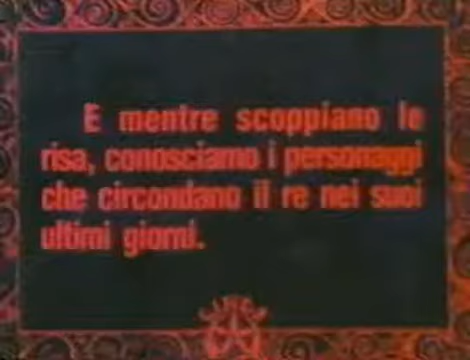 E mentre scoppiano le
risa, conosciamo i personaggi
che circondano il re nei suoi
ultimi giorni.